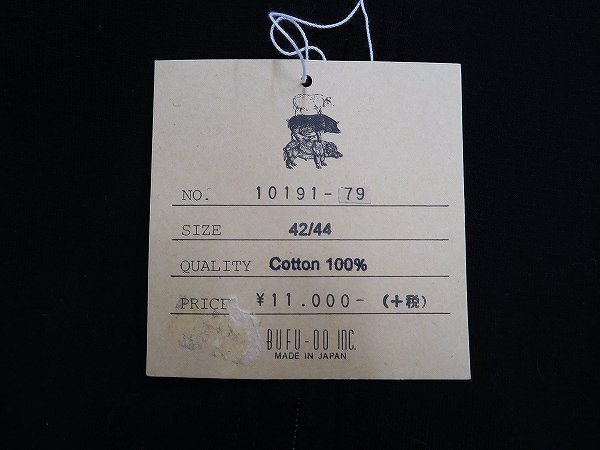 NO. 10191-79
SIZE 42/44
QUALITY Cotton 100%
PRICE ¥11.000- (+税)
BUFU-OO INC.
MADE IN JAPAN